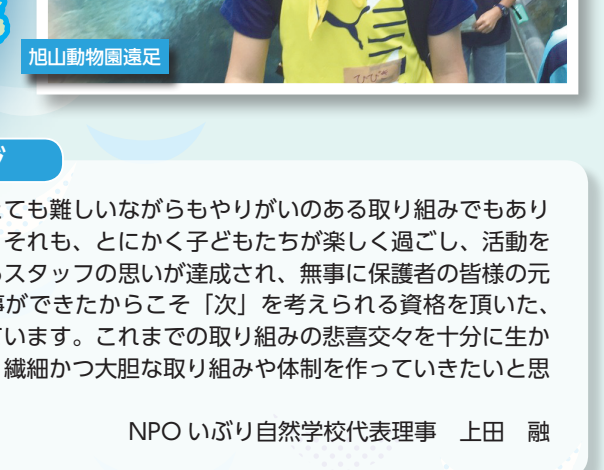 旭山動物園遠足
ても難しいながらもやりがいのある取り組みでもあり
それも、とにかく子どもたちが楽しく過ごし、活動を
スタッフの思いが達成され、無事に保護者の皆様の元
事ができたからこそ「次」を考えられる資格を頂いた、
ています。これまでの取り組みの悲喜交々を十分に生か
繊細かつ大胆な取り組みや体制を作っていきたいと思
NPO いぶり自然学校代表理事 上田 融